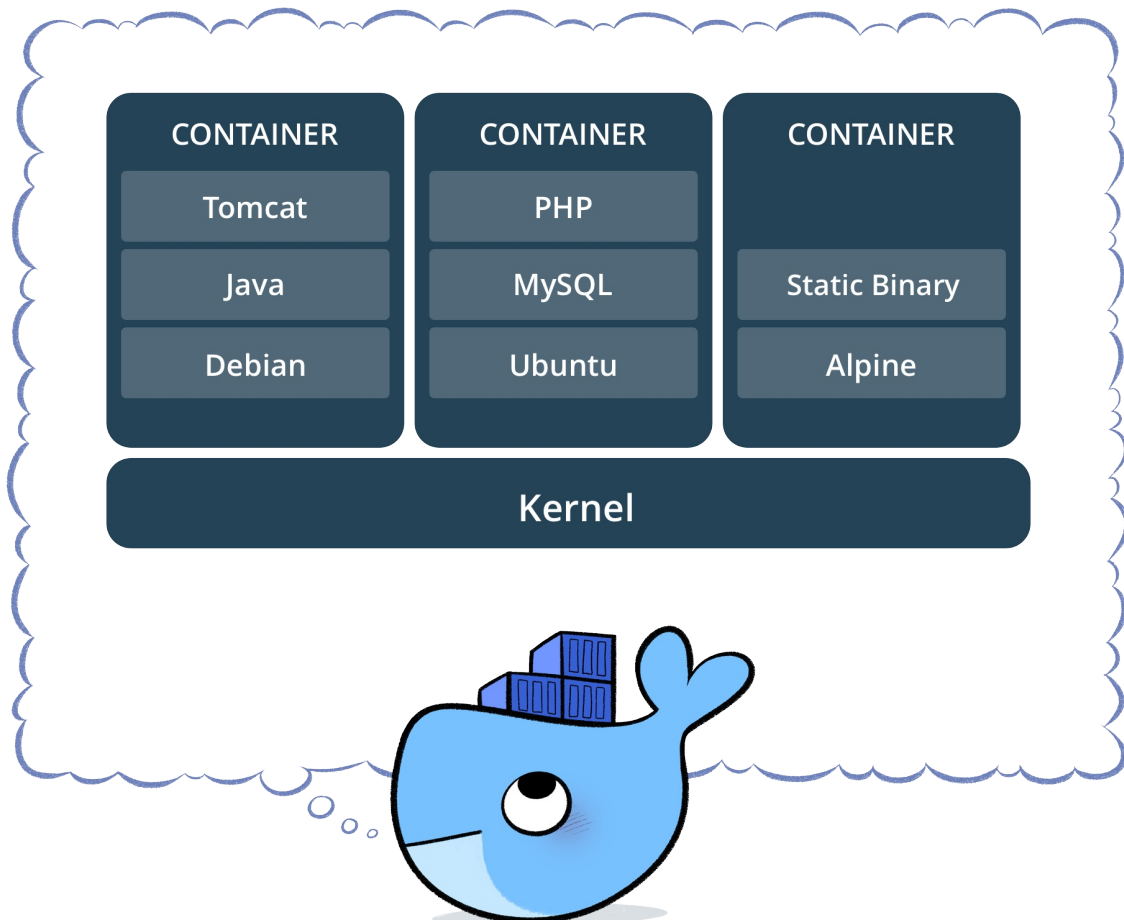 CONTAINER
Tomcat
Java
Debian
CONTAINER
PHP
MySQL
Ubuntu
CONTAINER
Static Binary
Alpine
Kernel